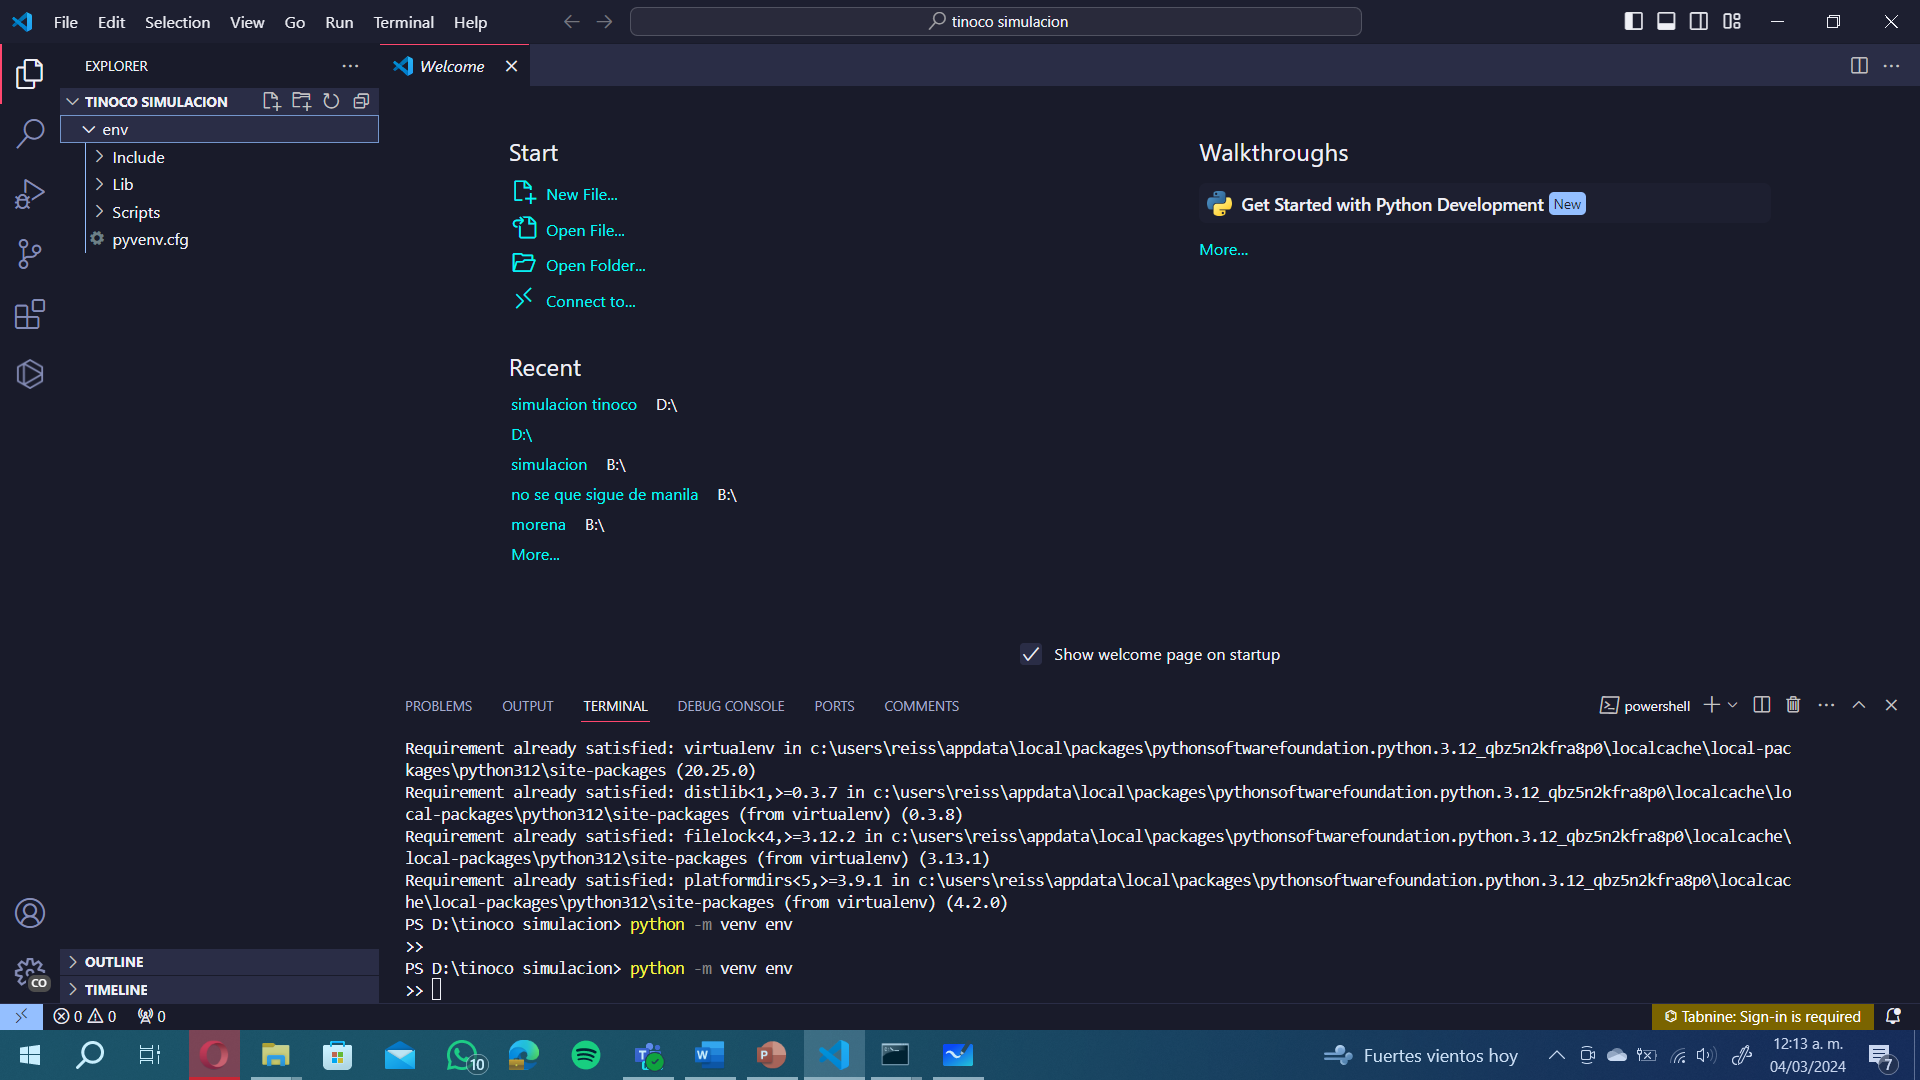 File Edit Selection View Go Run Terminal Help
tinoco simulacion
EXPLORER
Welcome
TINOCO SIMULACION
env
Include
Lib
Scripts
pyvenv.cfg
Start
New File...
Open File...
Open Folder...
Connect to...
Recent
simulacion tinoco D:\
D:\
simulacion B:\
no se que sigue de manila B:\
morena B:\
More...
Walkthroughs
Get Started with Python Development New
More...
Show welcome page on startup
PROBLEMS OUTPUT TERMINAL DEBUG CONSOLE PORTS COMMENTS
powershell
Requirement already satisfied: virtualenv in c:\users\reiss\appdata\local\packages\pythonsoftwarefoundation.python.3.12_qbz5n2kfra8p0\localcache\local-pac
kages\python312\site-packages (20.25.0)
Requirement already satisfied: distlib<1,>=0.3.7 in c:\users\reiss\appdata\local\packages\pythonsoftwarefoundation.python.3.12_qbz5n2kfra8p0\localcache\lo
cal-packages\python312\site-packages (from virtualenv) (0.3.8)
Requirement already satisfied: filelock<4,>=3.12.2 in c:\users\reiss\appdata\local\packages\pythonsoftwarefoundation.python.3.12_qbz5n2kfra8p0\localcache\
local-packages\python312\site-packages (from virtualenv) (3.13.1)
Requirement already satisfied: platformdirs<5,>=3.9.1 in c:\users\reiss\appdata\local\packages\pythonsoftwarefoundation.python.3.12_qbz5n2kfra8p0\localcac
he\local-packages\python312\site-packages (from virtualenv) (4.2.0)
PS D:\tinoco simulacion> python -m venv env
>>
PS D:\tinoco simulacion> python -m venv env
>>
OUTLINE
TIMELINE
CO
0 0 0
Tabnine: Sign-in is required
10
Fuertes vientos hoy
12:13 a. m.
04/03/2024
7